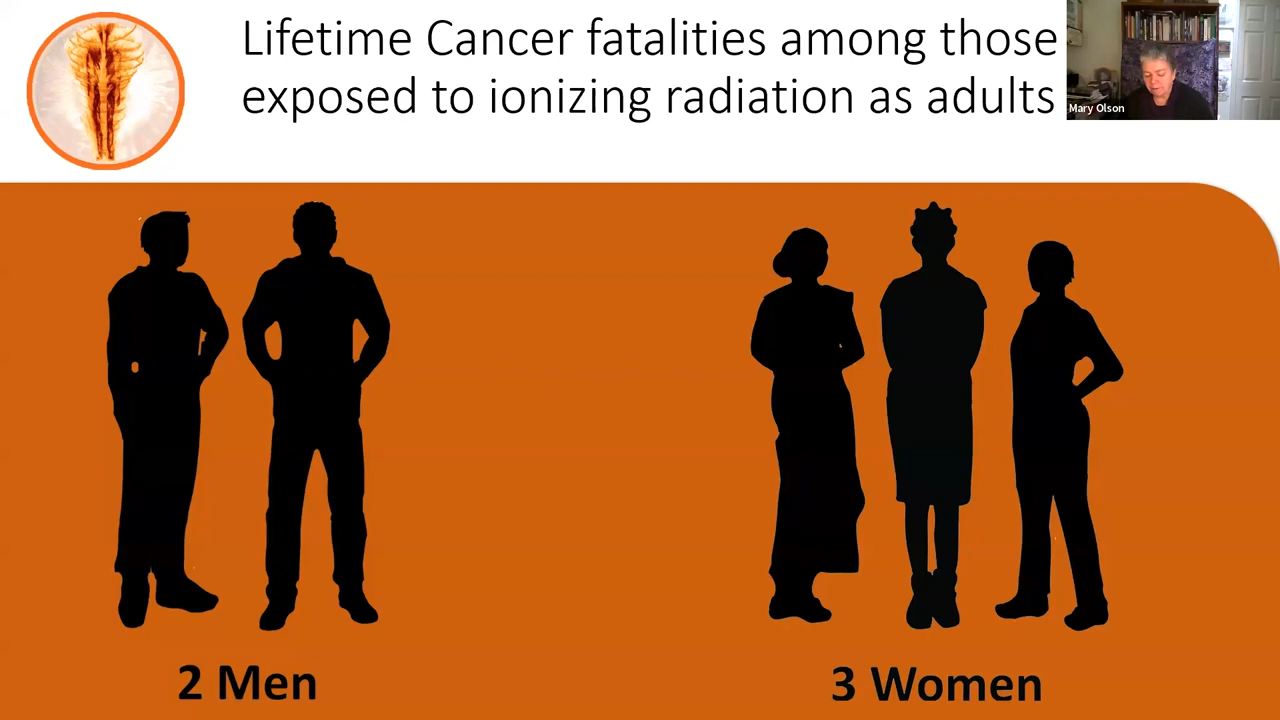 Lifetime Cancer fatalities among those
exposed to ionizing radiation as adults
Mary Olson
2 Men
3 Women